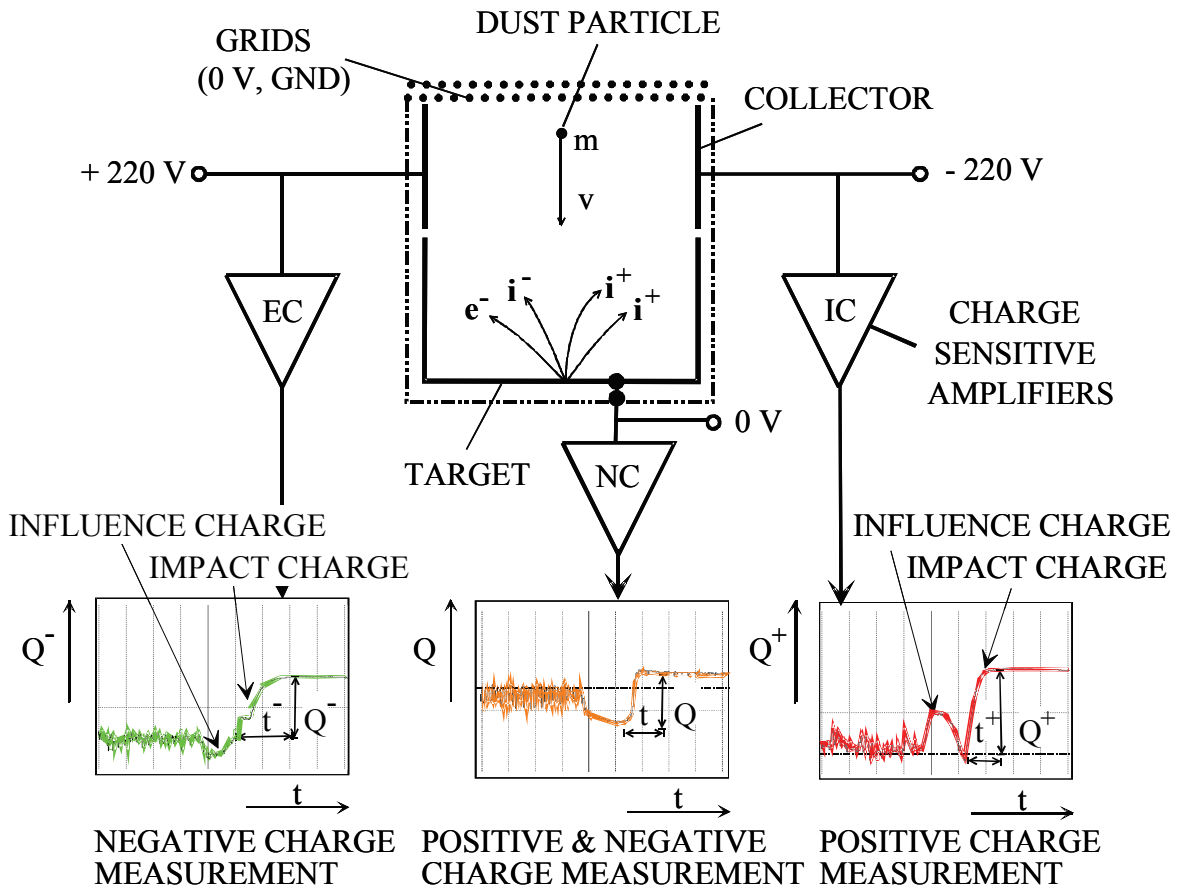 DUST PARTICLE
GRIDS
(0 V, GND)
COLLECTOR
m
+ 220 V
- 220 V
v
e⁻
i⁻
i⁺
i⁺
EC
IC
CHARGE
SENSITIVE
AMPLIFIERS
0 V
TARGET
NC
INFLUENCE CHARGE
IMPACT CHARGE
INFLUENCE CHARGE
IMPACT CHARGE
Q⁻
t⁻
Q⁻
t
Q
t
Q
t
Q⁺
t⁺
Q⁺
t
NEGATIVE CHARGE
MEASUREMENT
POSITIVE & NEGATIVE
CHARGE MEASUREMENT
POSITIVE CHARGE
MEASUREMENT